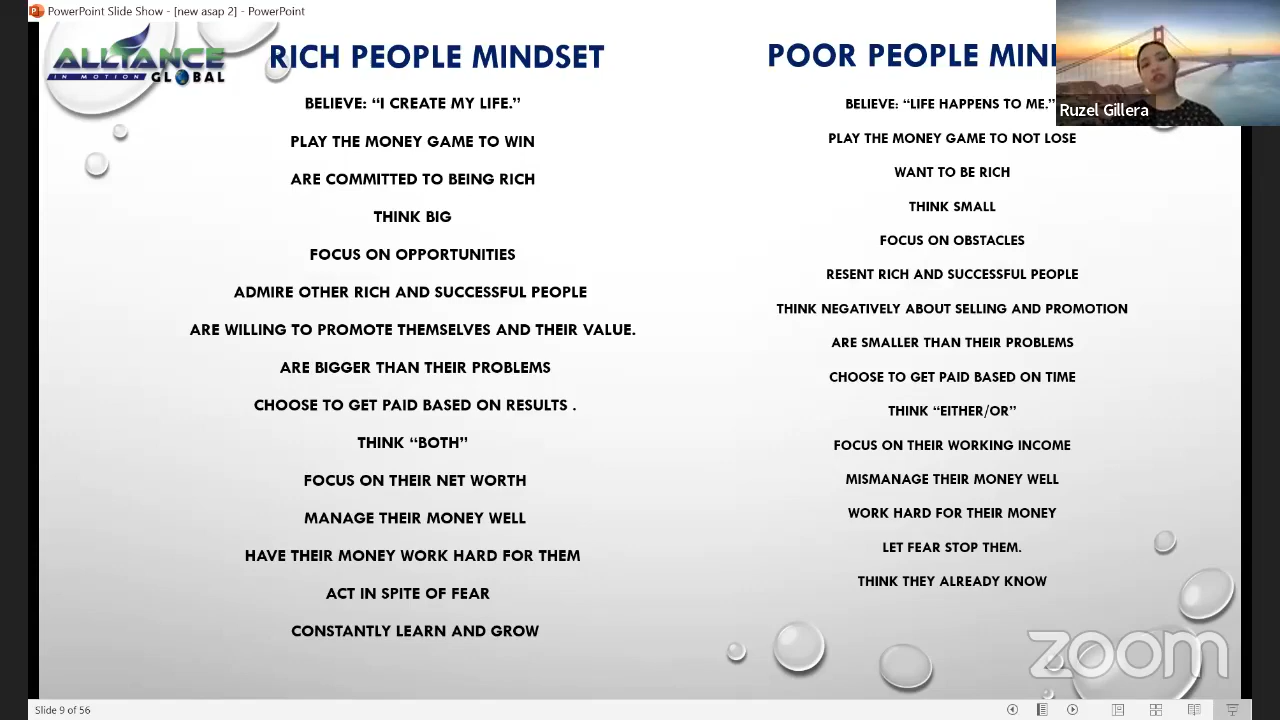 PowerPoint Slide Show - [new asap 2] - PowerPoint
ALLIANCE
IN MOTION GLOBAL
RICH PEOPLE MINDSET
BELIEVE: “I CREATE MY LIFE.”
PLAY THE MONEY GAME TO WIN
ARE COMMITTED TO BEING RICH
THINK BIG
FOCUS ON OPPORTUNITIES
ADMIRE OTHER RICH AND SUCCESSFUL PEOPLE
ARE WILLING TO PROMOTE THEMSELVES AND THEIR VALUE.
ARE BIGGER THAN THEIR PROBLEMS
CHOOSE TO GET PAID BASED ON RESULTS .
THINK “BOTH”
FOCUS ON THEIR NET WORTH
MANAGE THEIR MONEY WELL
HAVE THEIR MONEY WORK HARD FOR THEM
ACT IN SPITE OF FEAR
CONSTANTLY LEARN AND GROW
POOR PEOPLE
BELIEVE: “LIFE HAPPENS TO ME.”
PLAY THE MONEY GAME TO NOT LOSE
WANT TO BE RICH
THINK SMALL
FOCUS ON OBSTACLES
RESENT RICH AND SUCCESSFUL PEOPLE
THINK NEGATIVELY ABOUT SELLING AND PROMOTION
ARE SMALLER THAN THEIR PROBLEMS
CHOOSE TO GET PAID BASED ON TIME
THINK “EITHER/OR”
FOCUS ON THEIR WORKING INCOME
MISMANAGE THEIR MONEY WELL
WORK HARD FOR THEIR MONEY
LET FEAR STOP THEM.
THINK THEY ALREADY KNOW
Ruzel Gillera
zoom
Slide 9 of 56